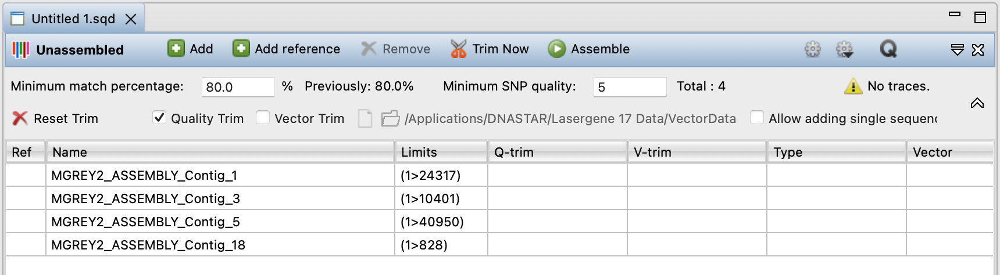 Untitled 1.sqd
Unassembled Add Add reference Remove Trim Now Assemble Q
Minimum match percentage: 80.0 % Previously: 80.0% Minimum SNP quality: 5 Total : 4 No traces.
Reset Trim Quality Trim Vector Trim /Applications/DNASTAR/Lasergene 17 Data/VectorData Allow adding single sequenc
Ref Name Limits Q-trim V-trim Type Vector
MGREY2_ASSEMBLY_Contig_1 (1>24317)
MGREY2_ASSEMBLY_Contig_3 (1>10401)
MGREY2_ASSEMBLY_Contig_5 (1>40950)
MGREY2_ASSEMBLY_Contig_18 (1>828)